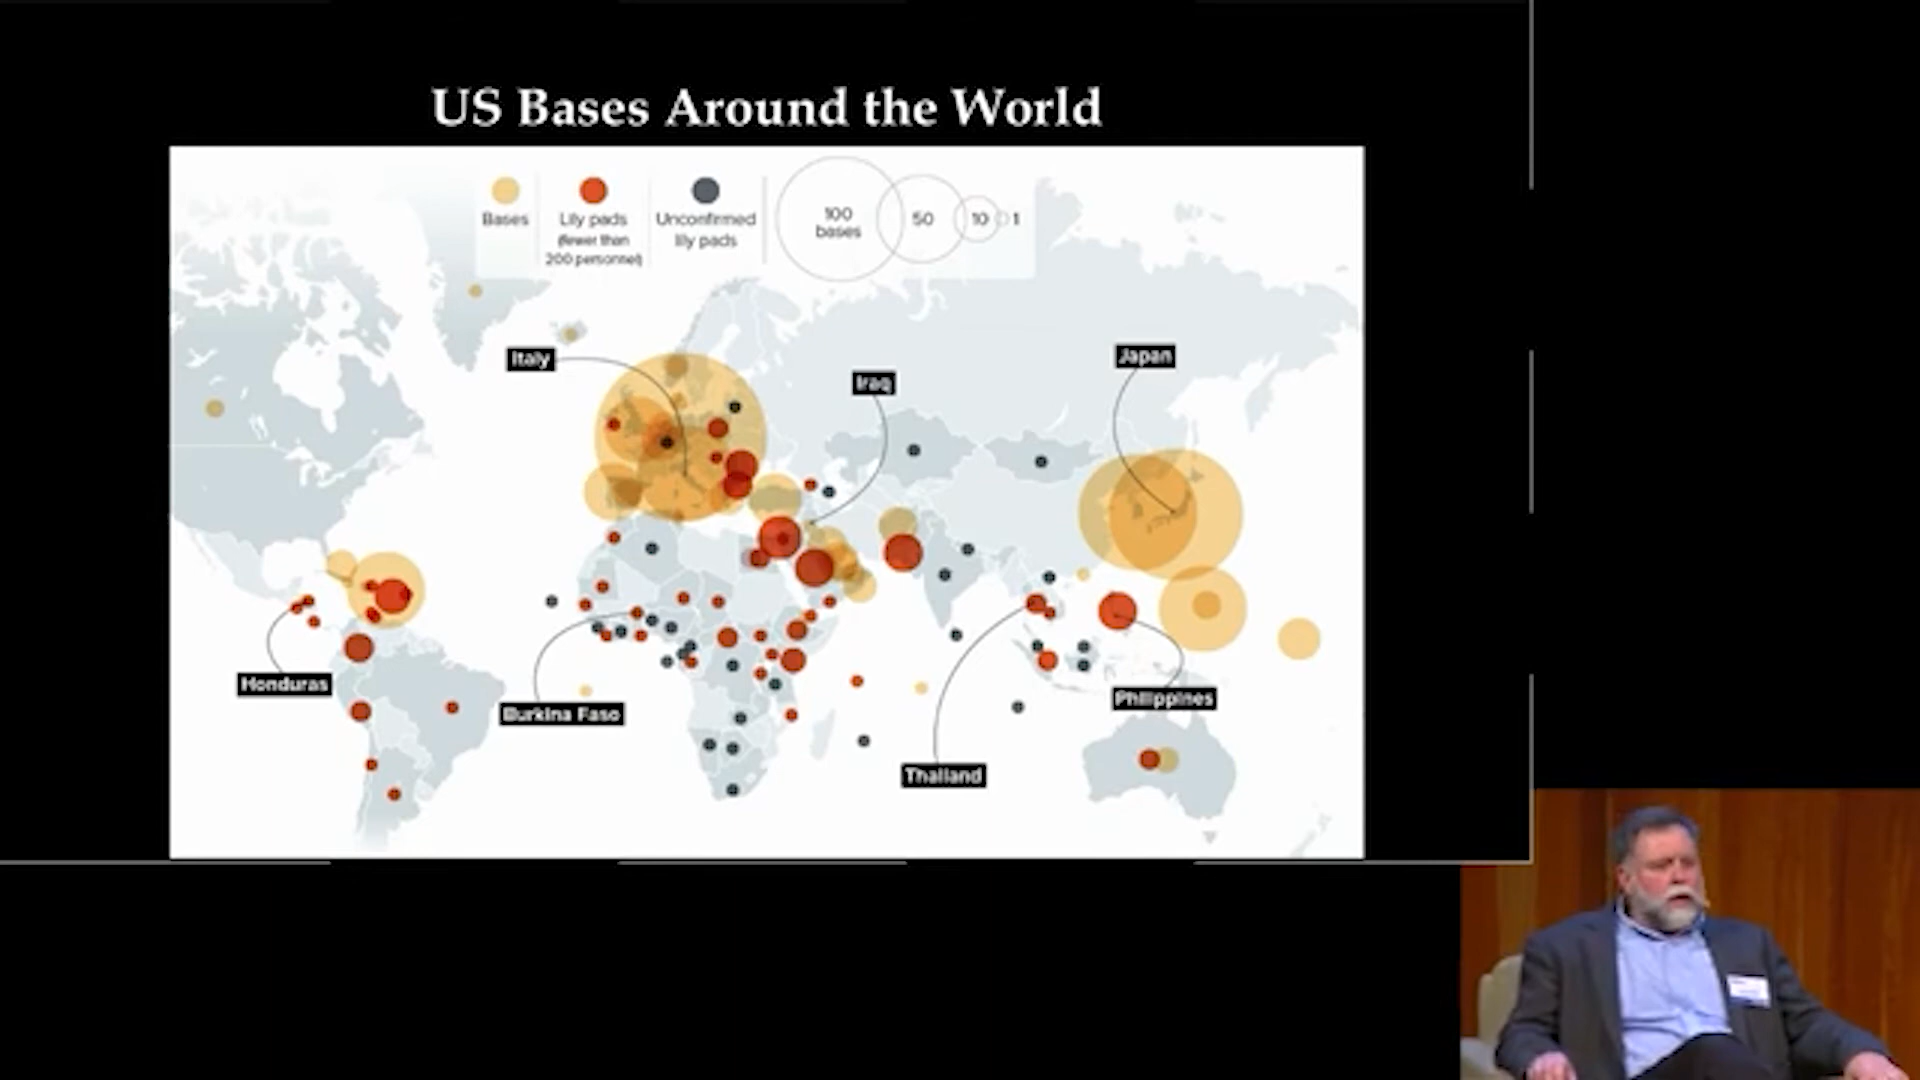 US Bases Around the World
Bases
Lily pads
(fewer than
200 personnel)
Unconfirmed
lily pads
100
bases
50
10
1
Italy
Iraq
Japan
Honduras
Burkina Faso
Thailand
Philippines